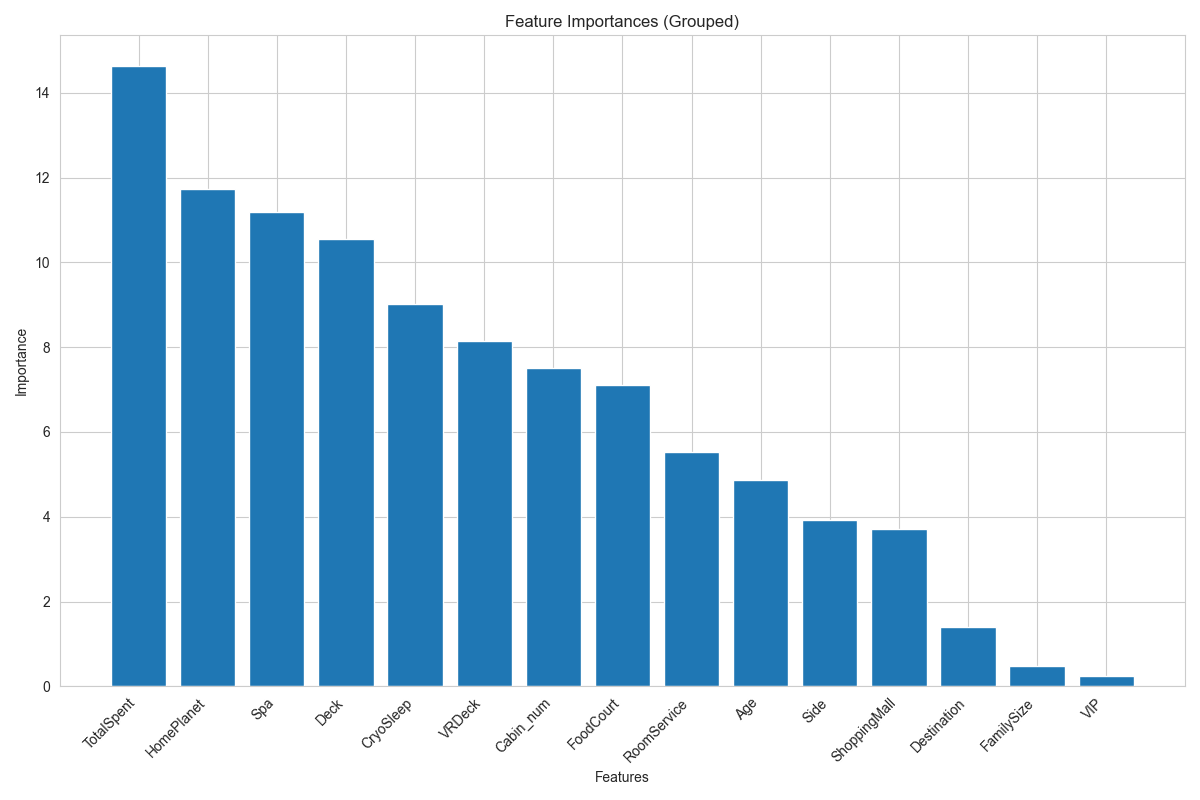 Feature Importances (Grouped)
Importance
14
12
10
8
6
4
2
0
TotalSpent
HomePlanet
Spa
Deck
CryoSleep
VRDeck
Cabin_num
FoodCourt
RoomService
Age
Side
ShoppingMall
Destination
FamilySize
VIP
Features